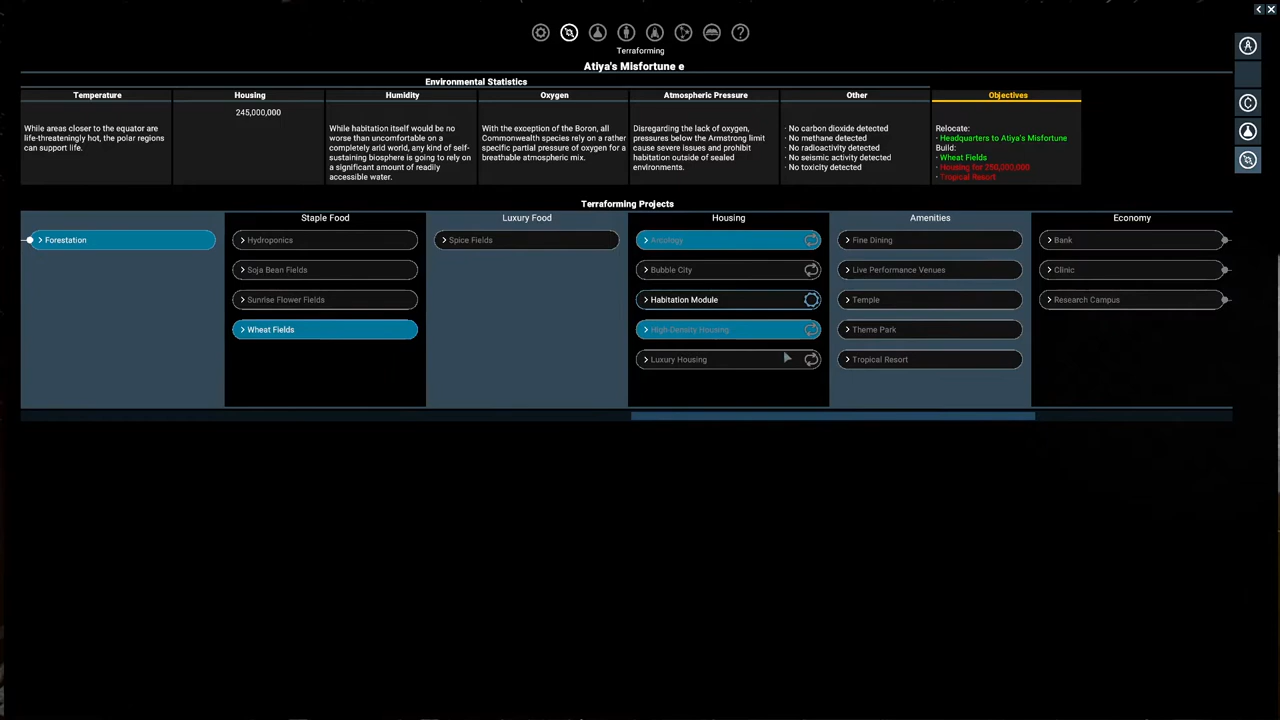 Terraforming
Atiya's Misfortune e
Environmental Statistics
Temperature
While areas closer to the equator are
life-threateningly hot, the polar regions
can support life.
Housing
245,000,000
Humidity
While habitation itself would be no
worse than uncomfortable on a
completely arid world, any kind of self-
sustaining biosphere is going to rely on
a significant amount of readily
accessible water.
Oxygen
With the exception of the Boron, all
Commonwealth species rely on a rather
specific partial pressure of oxygen for a
breathable atmospheric mix.
Atmospheric Pressure
Disregarding the lack of oxygen,
pressures below the Armstrong limit
cause severe issues and prohibit
habitation outside of sealed
environments.
Other
· No carbon dioxide detected
· No methane detected
· No radioactivity detected
· No seismic activity detected
· No toxicity detected
Objectives
Relocate:
· Headquarters to Atiya's Misfortune
Build:
· Wheat Fields
· Housing for 250,000,000
· Tropical Resort
Terraforming Projects
Forestation
Staple Food
Hydroponics
Soja Bean Fields
Sunrise Flower Fields
Wheat Fields
Luxury Food
Spice Fields
Housing
Arcology
Bubble City
Habitation Module
High-Density Housing
Luxury Housing
Amenities
Fine Dining
Live Performance Venues
Temple
Theme Park
Tropical Resort
Economy
Bank
Clinic
Research Campus